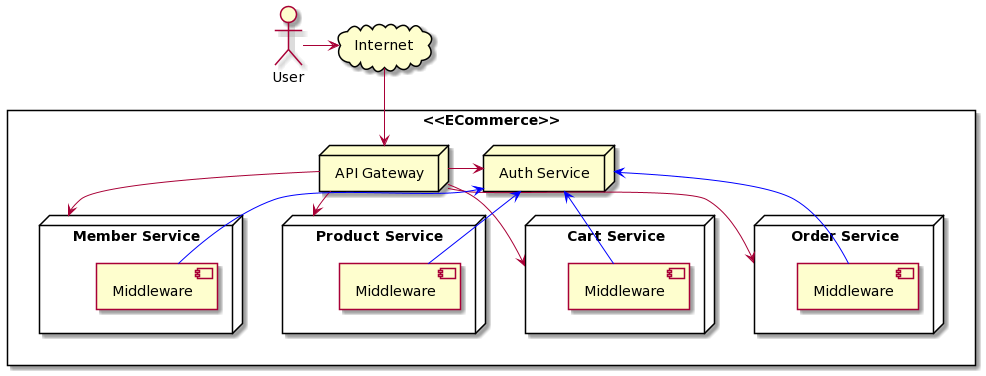 Internet
User
<<ECommerce>>
API Gateway
Auth Service
Member Service
Product Service
Cart Service
Order Service
Middleware
Middleware
Middleware
Middleware